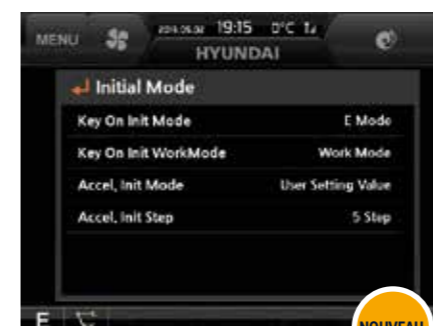 MENU 19:15 0°C
HYUNDAI
Initial Mode
Key On Init Mode E Mode
Key On Init WorkMode Work Mode
Accel, Init Mode User Setting Value
Accel, Init Step 5 Step
E
NOUVEAU